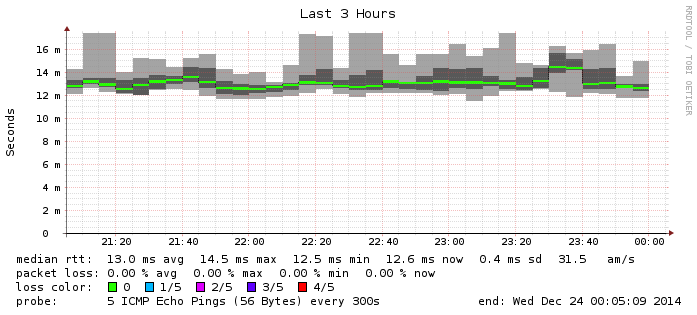 Last 3 Hours
RRDTOOL / TOBI OETIKER
Seconds
16 m
14 m
12 m
10 m
8 m
6 m
4 m
2 m
0
21:20 21:40 22:00 22:20 22:40 23:00 23:20 23:40 00:00
median rtt: 13.0 ms avg 14.5 ms max 12.5 ms min 12.6 ms now 0.4 ms sd 31.5 am/s
packet loss: 0.00 % avg 0.00 % max 0.00 % min 0.00 % now
loss color: 0 1/5 2/5 3/5 4/5
probe: 5 ICMP Echo Pings (56 Bytes) every 300s end: Wed Dec 24 00:05:09 2014